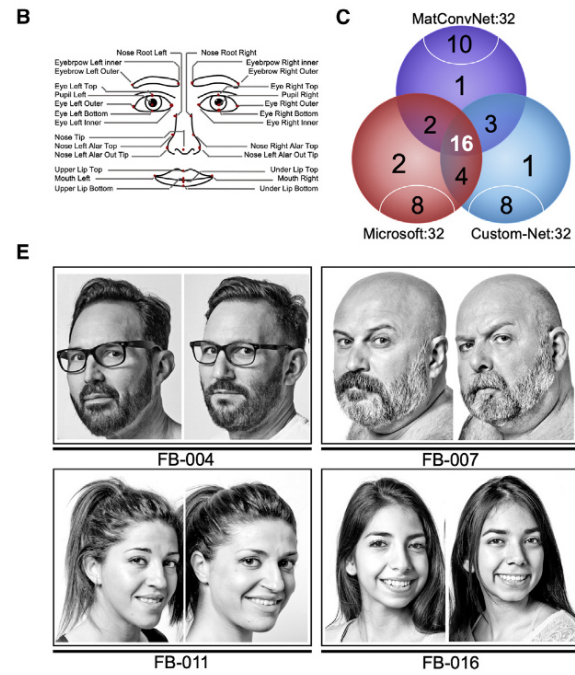 B
Nose Root Left
Nose Root Right
Eyebrpow Left inner
Eyebrow Left Outer
Eyebrpow Right inner
Eyebrow Right Outer
Eye Left Top
Pupil Left
Eye Left Outer
Eye Left Bottom
Eye Left Inner
Eye Right Top
Pupil Right
Eye Right Outer
Eye Right Bottom
Eye Right Inner
Nose Tip
Nose Left Alar Top
Nose Left Alar Out Tip
Nose Right Alar Top
Nose Left Alar Out Tip
Upper Lip Top
Mouth Left
Upper Lip Bottom
Under Lip Top
Mouth Right
Under Lip Bottom
C
MatConvNet:32
10
1
2
3
16
2
4
1
8
8
Microsoft:32
Custom-Net:32
E
FB-004
FB-007
FB-011
FB-016